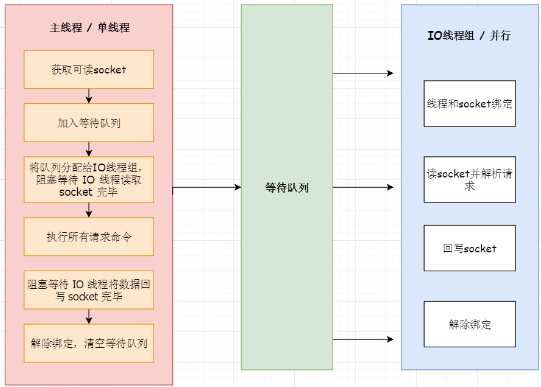 主线程 / 单线程
获取可读socket
加入等待队列
将队列分配给IO线程组，
阻塞等待 IO 线程读取
socket 完毕
执行所有请求命令
阻塞等待 IO 线程将数据回
写 socket 完毕
解除绑定，清空等待队列
等待队列
IO线程组 / 并行
线程和socket绑定
读socket并解析请
求
回写socket
解除绑定